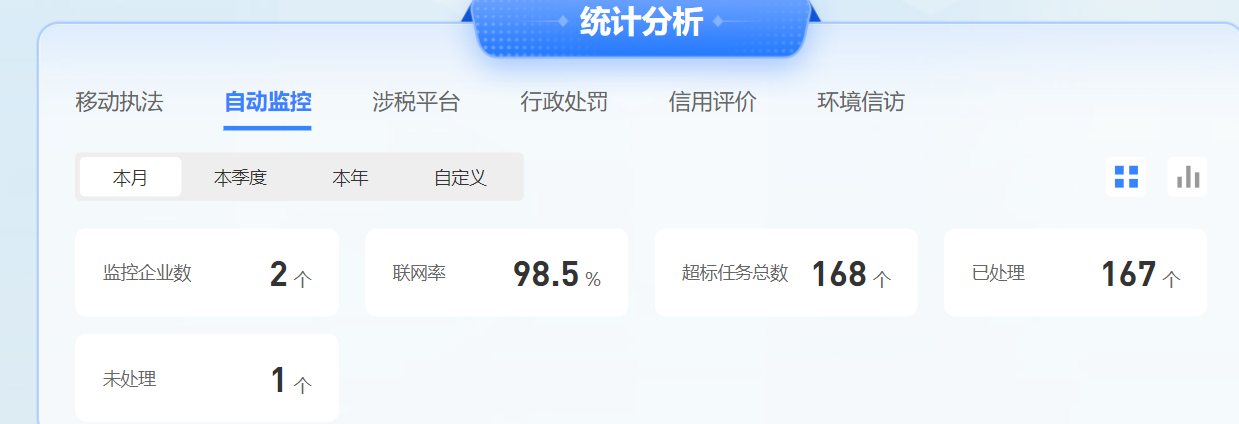 统计分析
移动执法 自动监控 涉税平台 行政处罚 信用评价 环境信访
本月 本季度 本年 自定义
监控企业数 2 个 联网率 98.5 % 超标任务总数 168 个 已处理 167 个
未处理 1 个